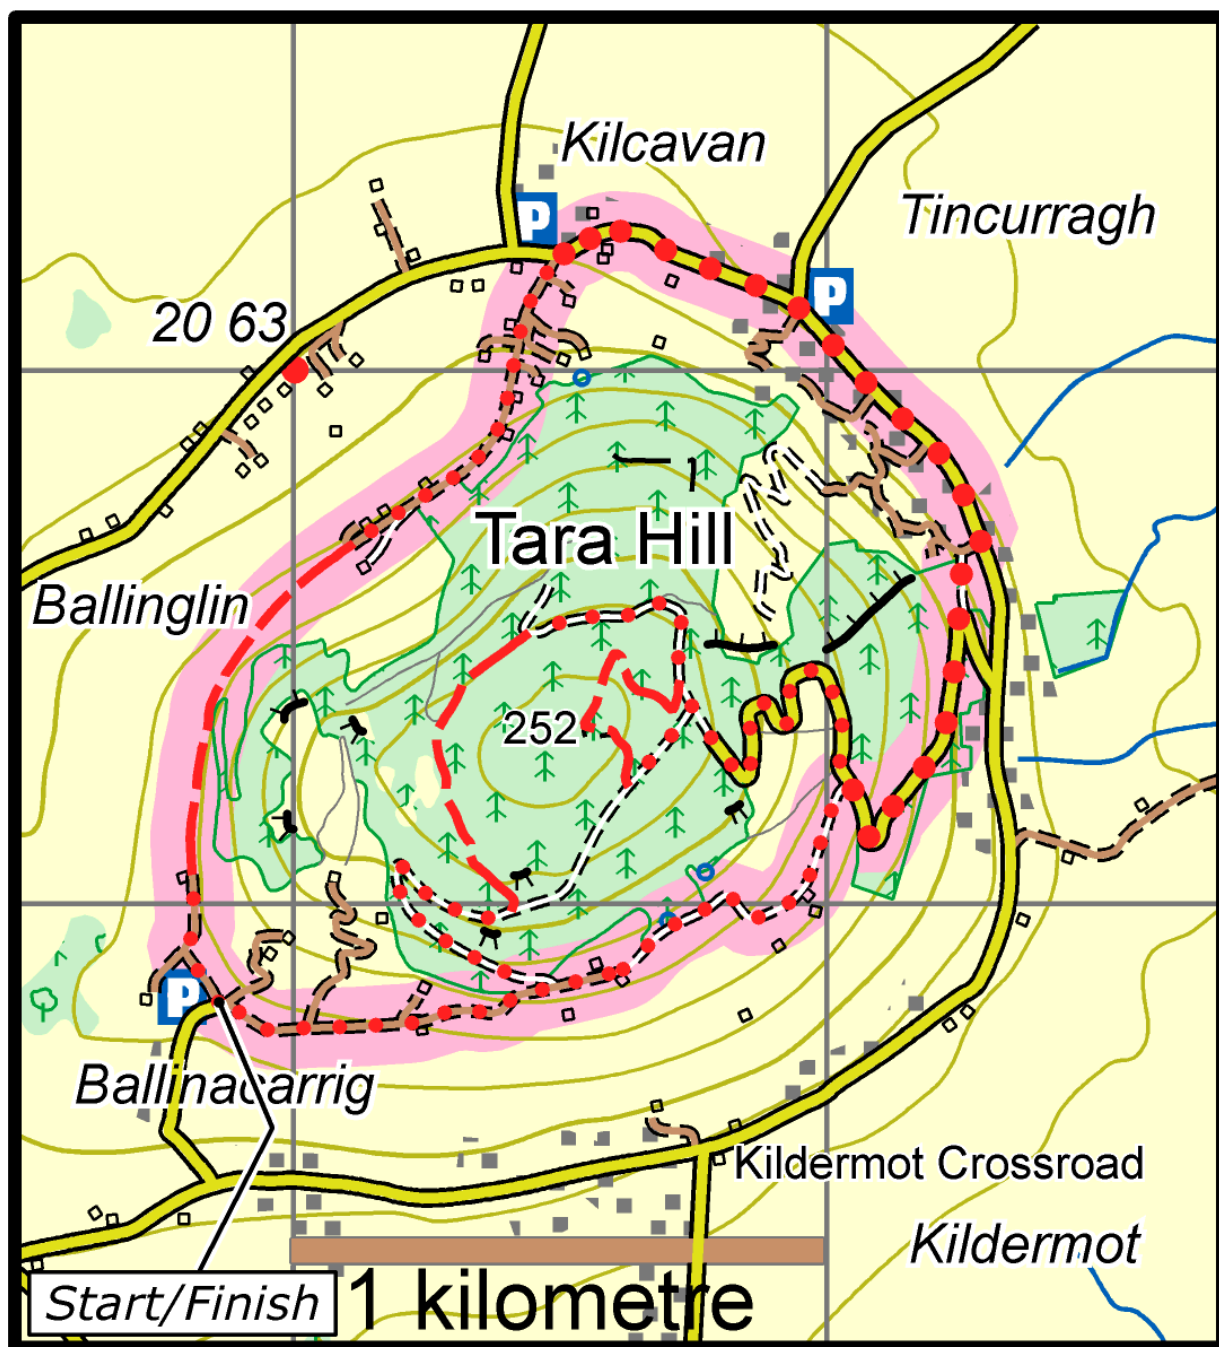 Kilcavan
P
Tincurragh
P
20 63
Tara Hill
Ballinglin
252
P
Ballinacarrig
Kildermot Crossroad
Kildermot
Start/Finish
1 kilometre